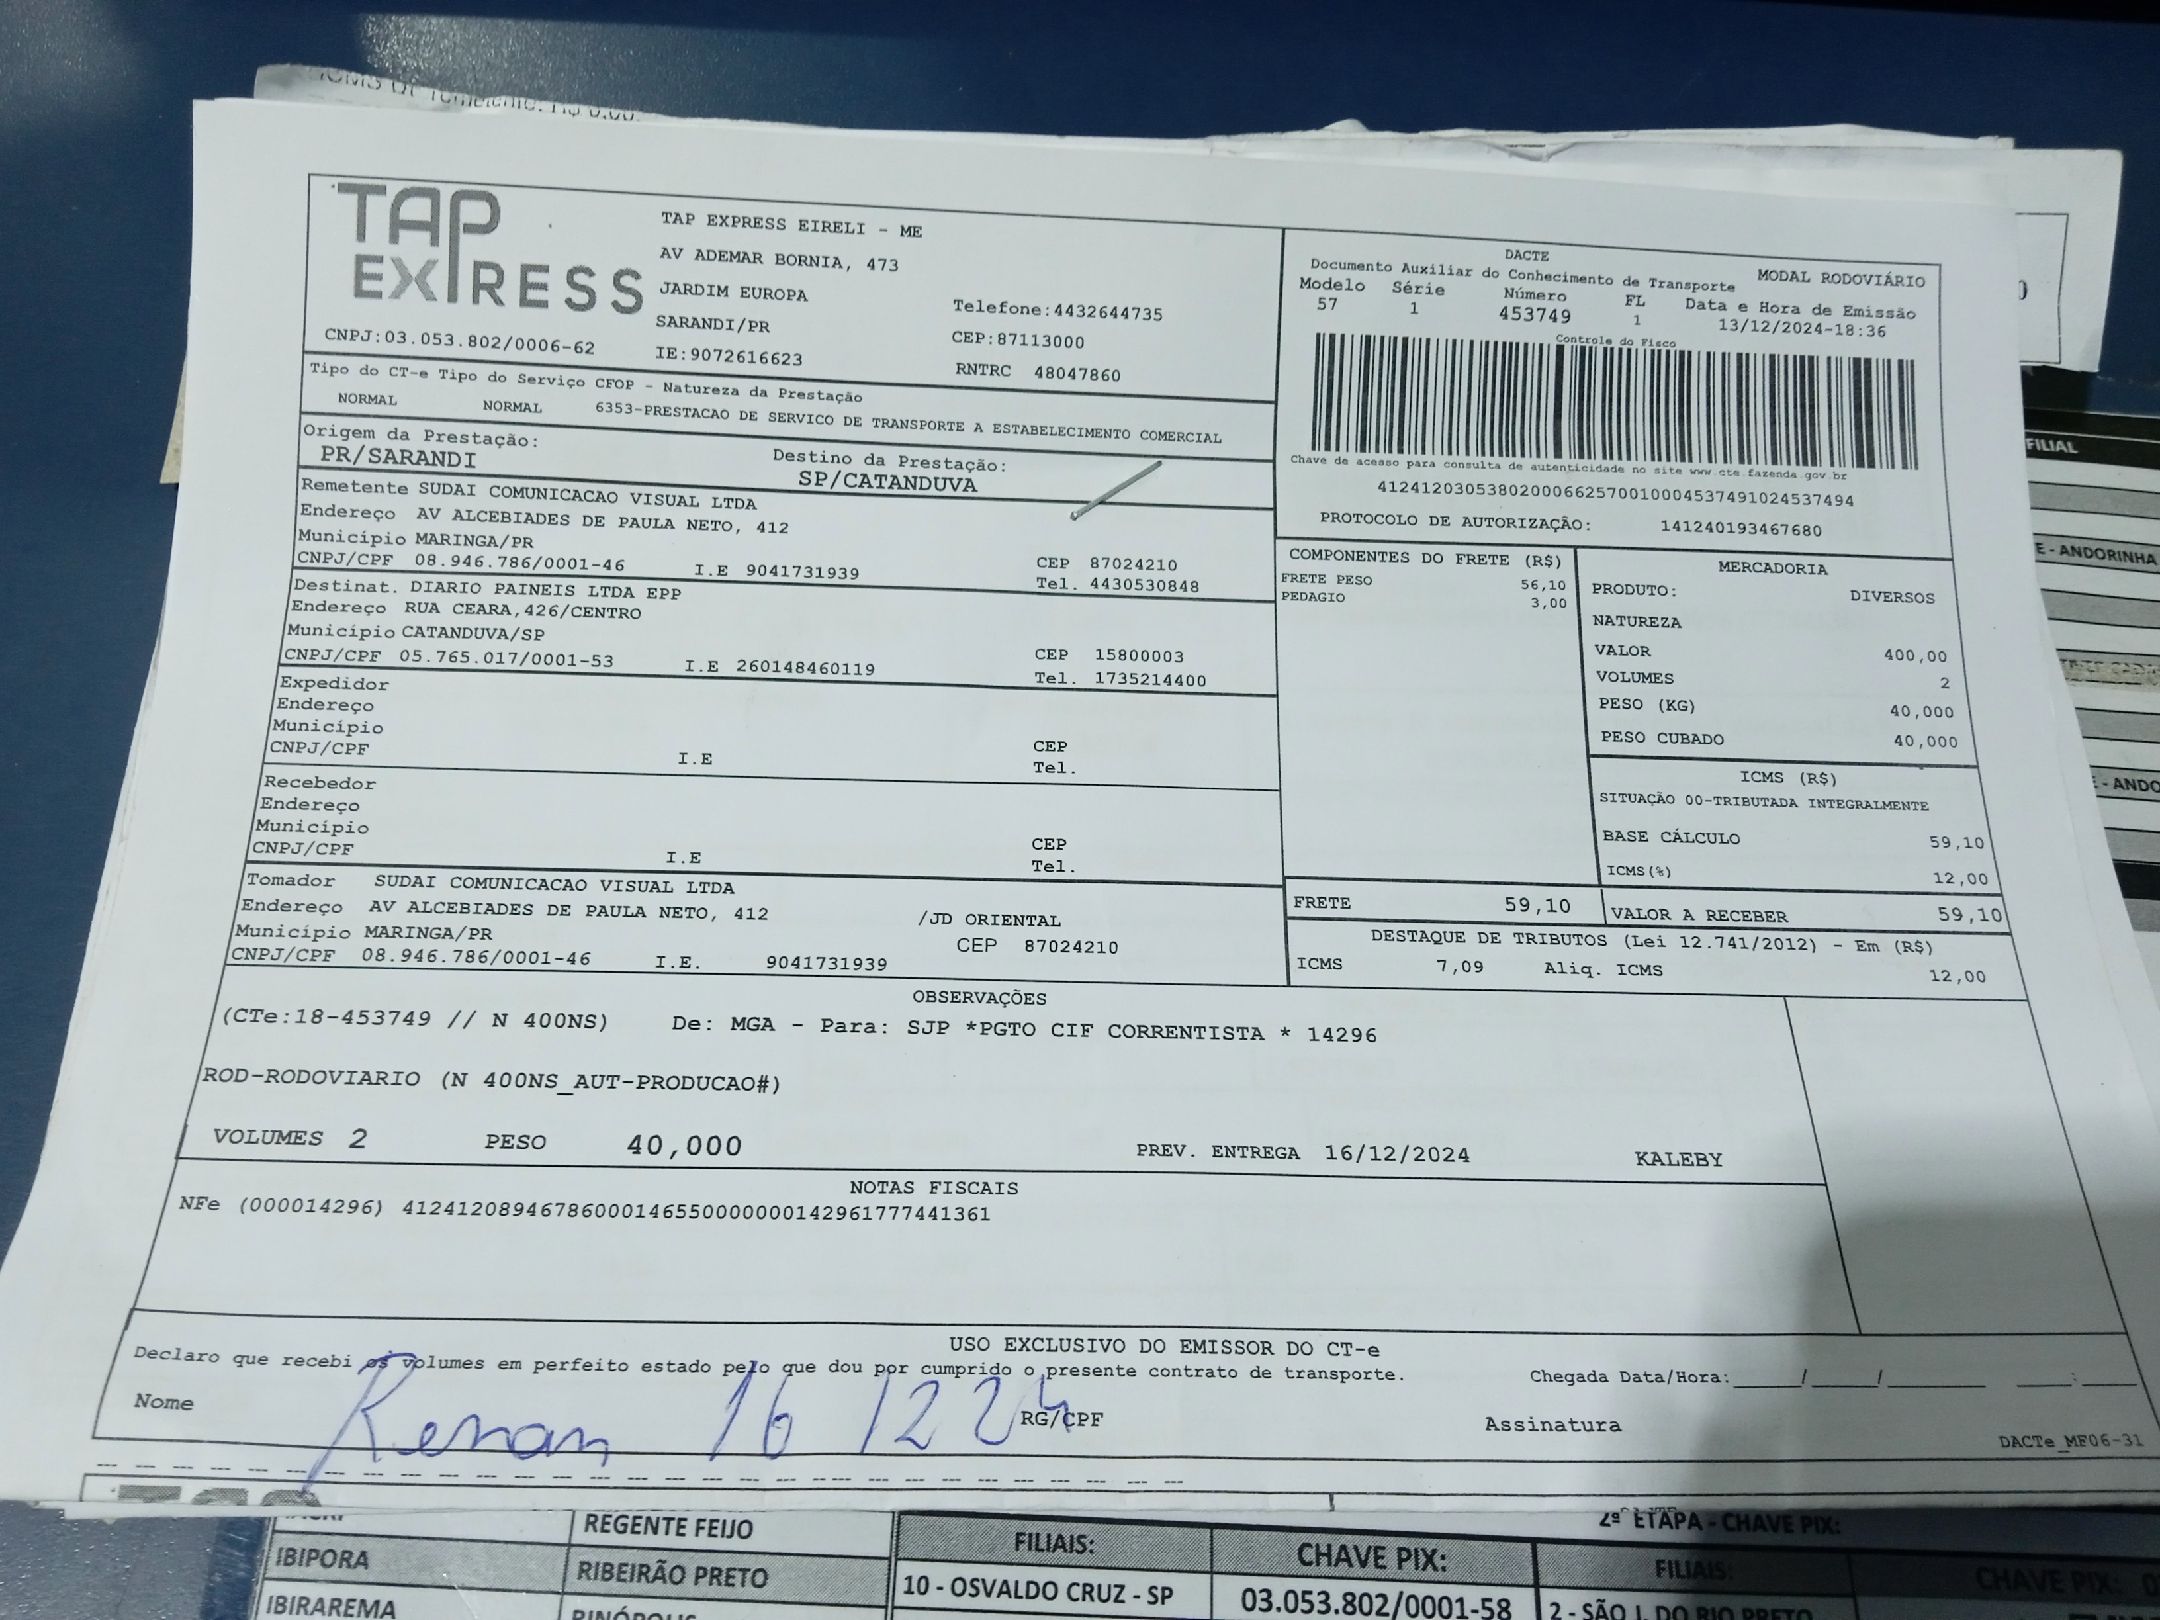 TAP
EXPRESS
CNPJ:03.053.802/0006-62
TAP EXPRESS EIRELI - ME
AV ADEMAR BORNIA, 473
JARDIM EUROPA
SARANDI/PR
IE:9072616623
Telefone:4432644735
CEP:87113000
RNTRC 48047860
DACTE
Documento Auxiliar do Conhecimento de Transporte
MODAL RODOVIÁRIO
Modelo Série Número FL Data e Hora de Emissão
57 1 453749 1 13/12/2024-18:36
Controle do Fisco
Chave de acesso para consulta de autenticidade no site www.cte.fazenda.gov.br
41241203053802000662570010004537491024537494
PROTOCOLO DE AUTORIZAÇÃO: 141240193467680
Tipo do CT-e Tipo do Serviço CFOP - Natureza da Prestação
NORMAL NORMAL 6353-PRESTACAO DE SERVICO DE TRANSPORTE A ESTABELECIMENTO COMERCIAL
Origem da Prestação: Destino da Prestação:
PR/SARANDI SP/CATANDUVA
Remetente SUDAI COMUNICACAO VISUAL LTDA
Endereço AV ALCEBIADES DE PAULA NETO, 412
Municipio MARINGA/PR CEP 87024210
CNPJ/CPF 08.946.786/0001-46 I.E 9041731939 Tel. 4430530848
Destinat. DIARIO PAINEIS LTDA EPP
Endereço RUA CEARA,426/CENTRO
Município CATANDUVA/SP CEP 15800003
CNPJ/CPF 05.765.017/0001-53 I.E 260148460119 Tel. 1735214400
Expedidor
Endereço
Município CEP
CNPJ/CPF I.E Tel.
Recebedor
Endereço
Município CEP
CNPJ/CPF I.E Tel.
Tomador SUDAI COMUNICACAO VISUAL LTDA
Endereço AV ALCEBIADES DE PAULA NETO, 412 /JD ORIENTAL
Município MARINGA/PR CEP 87024210
CNPJ/CPF 08.946.786/0001-46 I.E. 9041731939
COMPONENTES DO FRETE (R$)
FRETE PESO 56,10
PEDAGIO 3,00
MERCADORIA
PRODUTO: DIVERSOS
NATUREZA
VALOR 400,00
VOLUMES 2
PESO (KG) 40,000
PESO CUBADO 40,000
ICMS (R$)
SITUAÇÃO 00-TRIBUTADA INTEGRALMENTE
BASE CÁLCULO 59,10
ICMS(%) 12,00
FRETE 59,10 VALOR A RECEBER 59,10
DESTAQUE DE TRIBUTOS (Lei 12.741/2012) - Em (R$)
ICMS 7,09 Aliq. ICMS 12,00
OBSERVAÇÕES
(CTe:18-453749 // N 400NS) De: MGA - Para: SJP *PGTO CIF CORRENTISTA * 14296
ROD-RODOVIARIO (N 400NS_AUT-PRODUCAO#)
VOLUMES 2 PESO 40,000 PREV. ENTREGA 16/12/2024 KALEBY
NOTAS FISCAIS
NFe (000014296) 41241208946786000146550000000142961777441361
USO EXCLUSIVO DO EMISSOR DO CT-e
Declaro que recebi os volumes em perfeito estado pelo que dou por cumprido o presente contrato de transporte.
Chegada Data/Hora:_____/_____/_____ ___:___
Nome Renan 16 12 24 RG/CPF Assinatura
DACTe_MF06-31
FILIAL
E - ANDORINHA
- ANDO
REGENTE FEIJO
IBIPORA
RIBEIRÃO PRETO
IBIRAREMA
FILIAIS: CHAVE PIX:
10 - OSVALDO CRUZ - SP 03.053.802/0001-58
2ª ETAPA - CHAVE PIX:
FILIAIS: CHAVE PIX:
2 - SÃO J. DO RIO PRETO